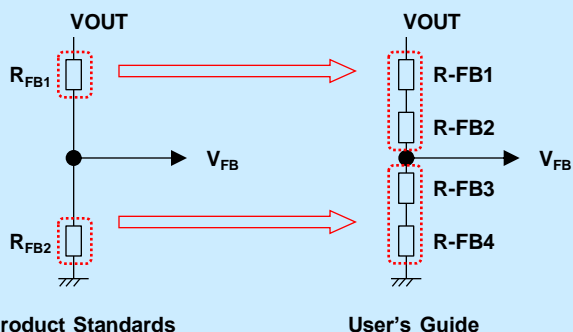 VOUT
VOUT
RFB1
R-FB1
R-FB2
VFB
VFB
R-FB3
RFB2
R-FB4
roduct Standards
User's Guide